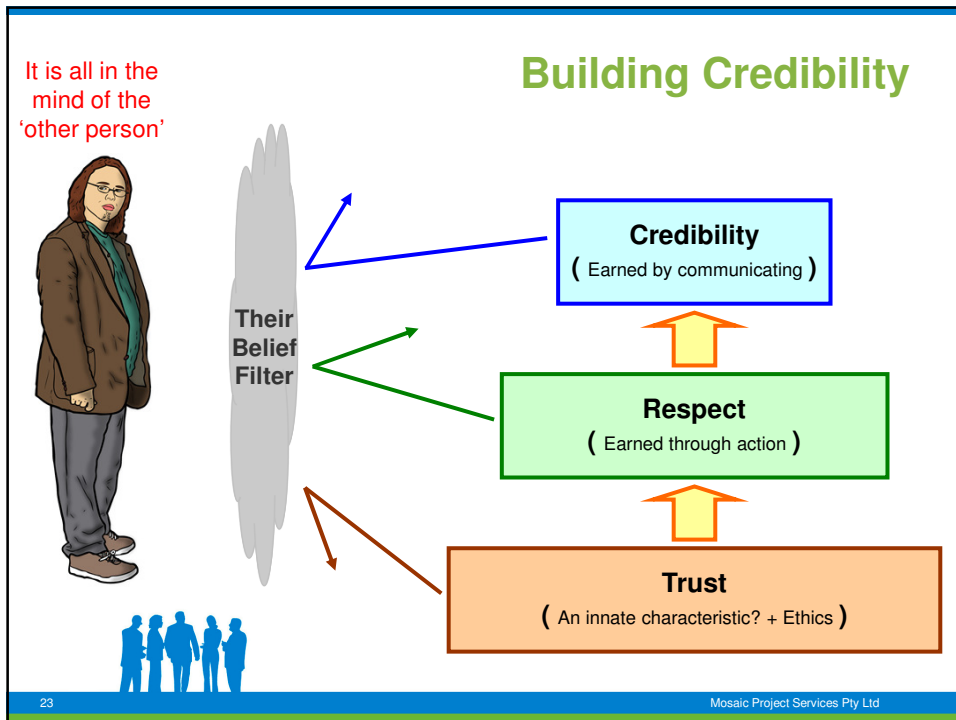 Building Credibility
It is all in the
mind of the
‘other person’
Their
Belief
Filter
Credibility
( Earned by communicating )
Respect
( Earned through action )
Trust
( An innate characteristic? + Ethics )
23
Mosaic Project Services Pty Ltd